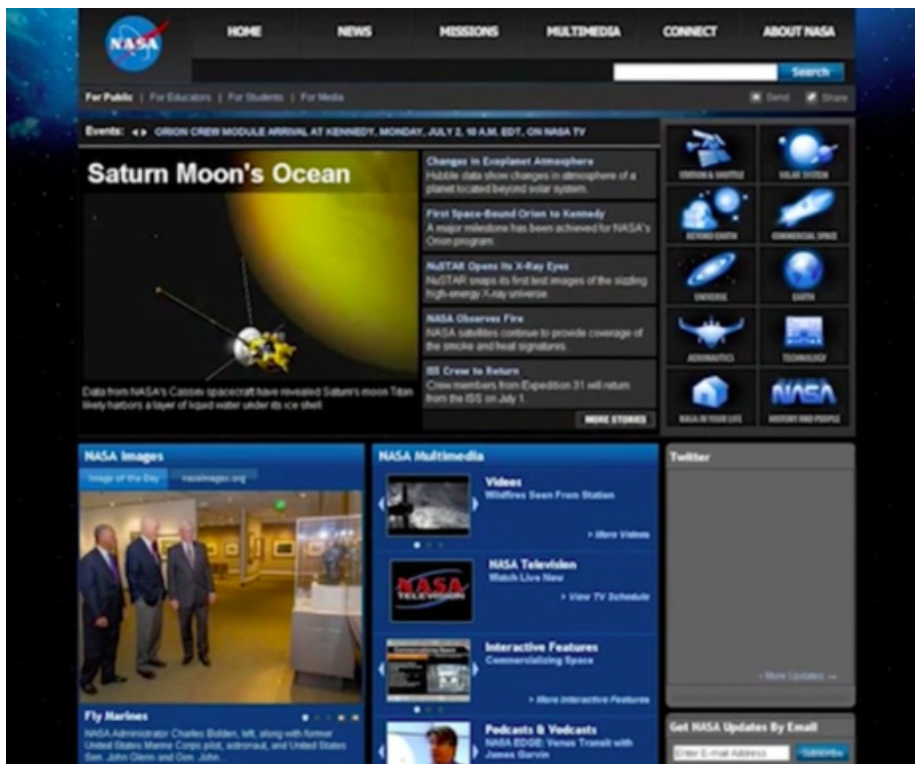 NASA
HOME NEWS MISSIONS MULTIMEDIA CONNECT ABOUT NASA
Search
For Public | For Educators | For Students | For Media
Send Share
Events: ORION CREW MODULE ARRIVAL AT KENNEDY, MONDAY, JULY 2, 10 A.M. EDT, ON NASA TV
Saturn Moon's Ocean
Data from NASA's Cassini spacecraft have revealed Saturn's moon Titan
likely harbors a layer of liquid water under its ice shell.
Changes in Exoplanet Atmosphere
Hubble data show changes in atmosphere of a
planet located beyond solar system.
First Space-Bound Orion to Kennedy
A major milestone has been achieved for NASA's
Orion program.
NuSTAR Opens Its X-Ray Eyes
NuSTAR snaps its first test images of the sizzling
high-energy X-ray universe.
NASA Observes Fire
NASA satellites continue to provide coverage of
the smoke and heat signatures.
ISS Crew to Return
Crew members from Expedition 31 will return
from the ISS on July 1.
MORE STORIES
STATION & SHUTTLE SOLAR SYSTEM
BEYOND EARTH COMMERCIAL SPACE
UNIVERSE EARTH
AERONAUTICS TECHNOLOGY
NASA
NASA IN YOUR LIFE HISTORY AND PEOPLE
NASA Images
Image of the Day nasaimages.org
Fly Marines
NASA Administrator Charles Bolden, left, along with former
United States Marine Corps pilot, astronaut, and United States
Sen. John Glenn and Gen. John...
NASA Multimedia
Videos
Wildfires Seen From Station
> More Videos
NASA
TELEVISION
NASA Television
Watch Live Now
> View TV Schedule
Commercializing Space
Interactive Features
Commercializing Space
> More Interactive Features
Podcasts & Vodcasts
NASA EDGE: Venus Transit with
James Garvin
Twitter
› More Updates →
Get NASA Updates By Email
Enter E-mail Address Subscribe